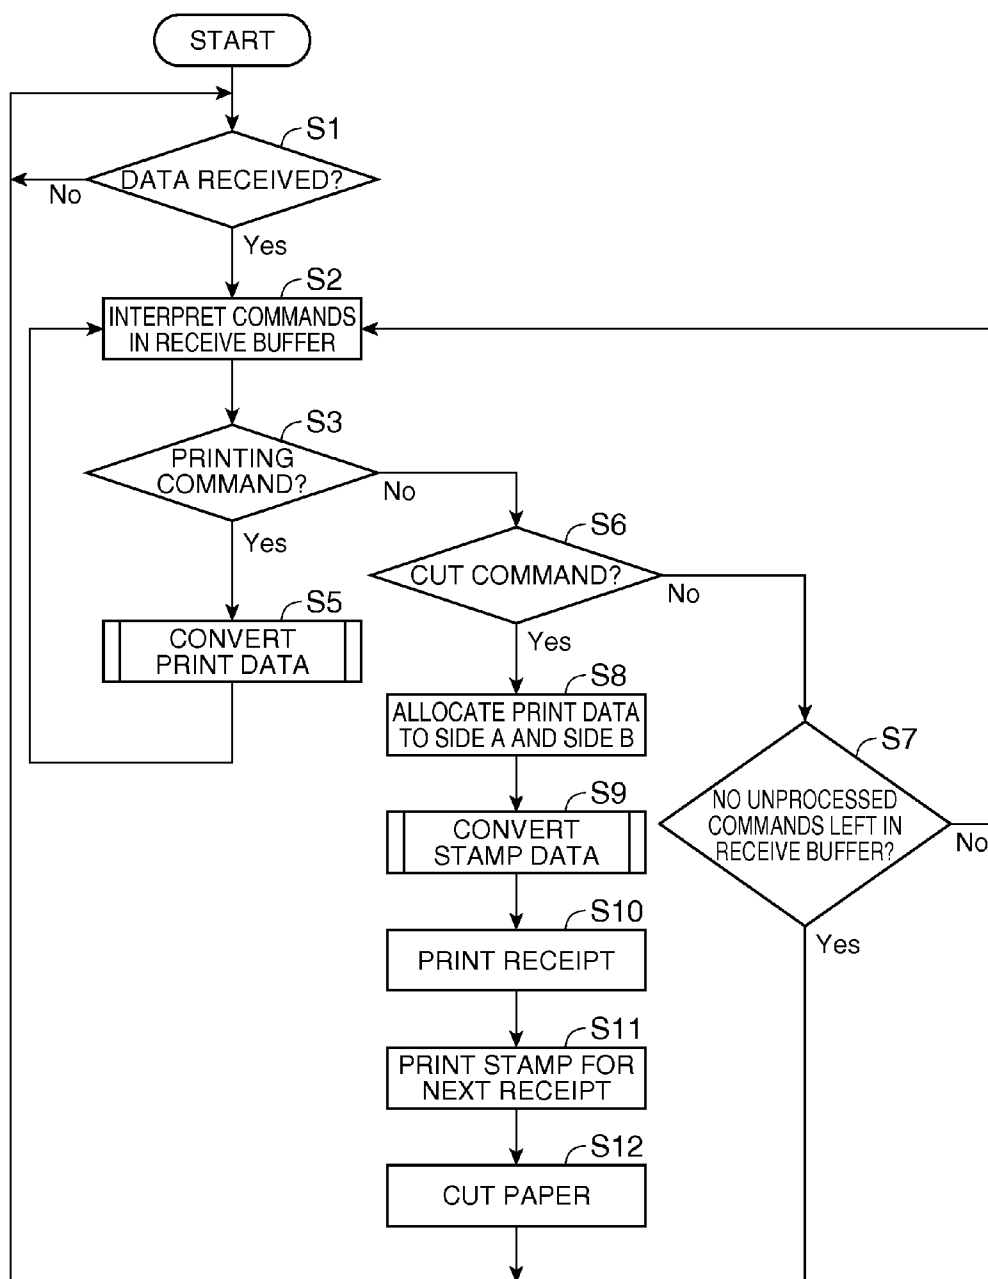 START
S1
DATA RECEIVED?
No
Yes
S2
INTERPRET COMMANDS
IN RECEIVE BUFFER
S3
PRINTING
COMMAND?
No
Yes
S5
CONVERT
PRINT DATA
S6
CUT COMMAND?
No
Yes
S8
ALLOCATE PRINT DATA
TO SIDE A AND SIDE B
S7
NO UNPROCESSED
COMMANDS LEFT IN
RECEIVE BUFFER?
No
Yes
S9
CONVERT
STAMP DATA
S10
PRINT RECEIPT
S11
PRINT STAMP FOR
NEXT RECEIPT
S12
CUT PAPER